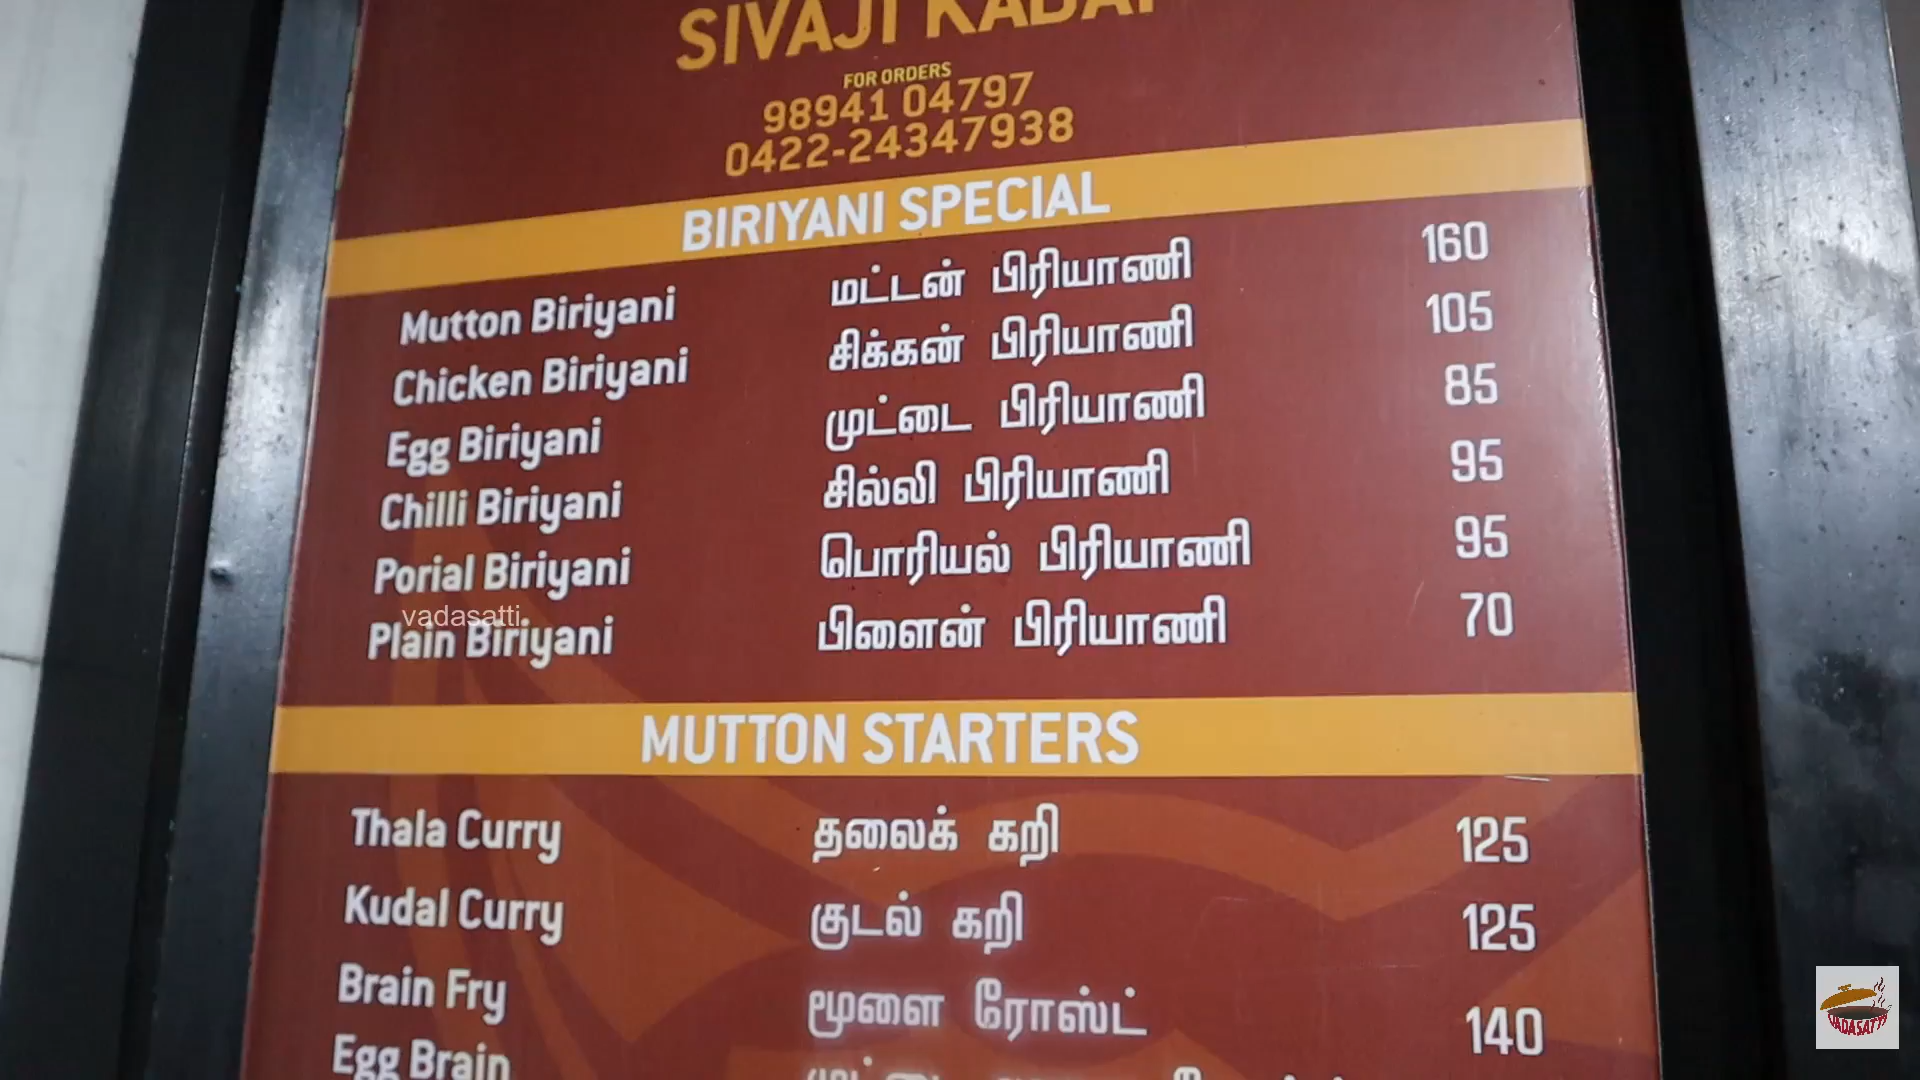 SIVAJI KADAI
FOR ORDERS
98941 04797
0422-24347938
BIRIYANI SPECIAL
Mutton Biriyani மட்டன் பிரியாணி 160
Chicken Biriyani சிக்கன் பிரியாணி 105
Egg Biriyani முட்டை பிரியாணி 85
Chilli Biriyani சில்லி பிரியாணி 95
Porial Biriyani பொரியல் பிரியாணி 95
vadasatti
Plain Biriyani பிளைன் பிரியாணி 70
MUTTON STARTERS
Thala Curry தலைக் கறி 125
Kudal Curry குடல் கறி 125
Brain Fry மூளை ரோஸ்ட் 140
Egg Brain
VADASATTI